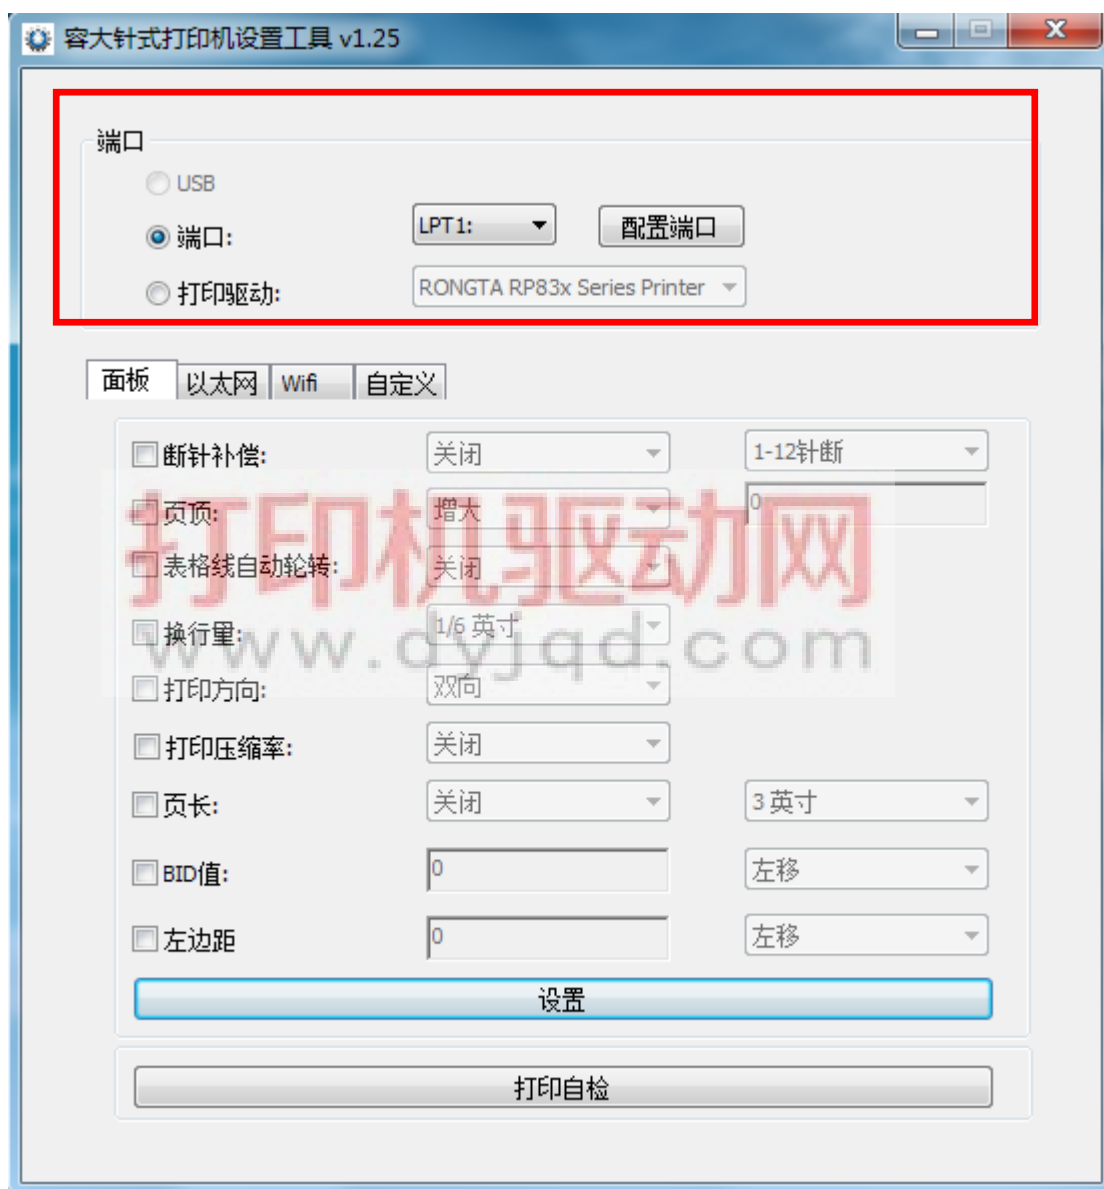 容大针式打印机设置工具 v1.25
端口
USB
端口: LPT1: 配置端口
打印驱动: RONGTA RP83x Series Printer
面板 以太网 Wifi 自定义
断针补偿: 关闭 1-12针断
页顶: 增大 0
表格线自动轮转: 关闭
打印机驱动网
换行量: 1/6 英寸
www.dyjqd.com
打印方向: 双向
打印压缩率: 关闭
页长: 关闭 3 英寸
BID值: 0 左移
左边距 0 左移
设置
打印自检